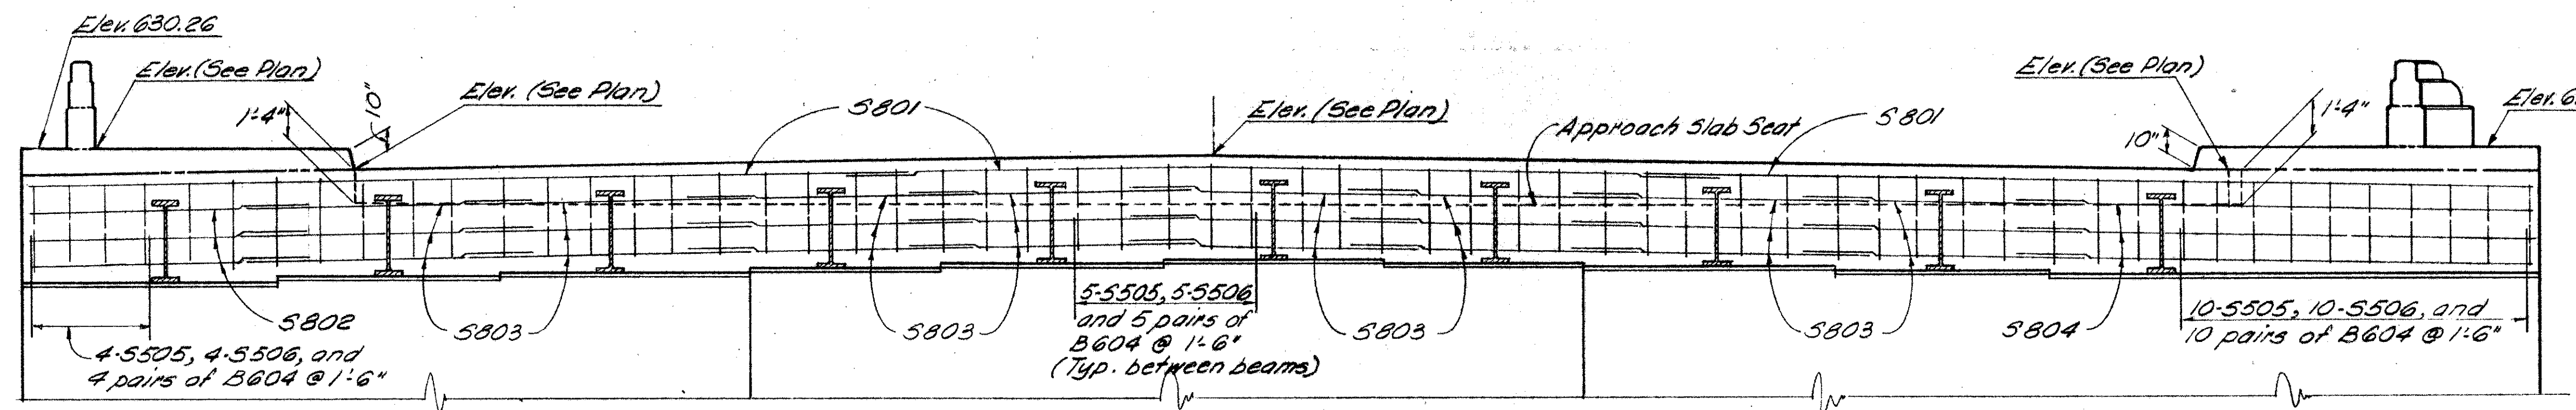 Elev. 630.26
Elev. (See Plan)
1'-4"
10"
Elev. (See Plan)
S801
Elev. (See Plan)
Approach Slab Seat
S801
Elev. (See Plan)
10"
1'-4"
Elev. 6
S802
S803
S803
5-S505, 5-S506
and 5 pairs of
B604 @ 1'-6"
(Typ. between beams)
S803
S803
S804
10-S505, 10-S506, and
10 pairs of B604 @ 1'-6"
4-S505, 4-S506, and
4 pairs of B604 @ 1'-6"